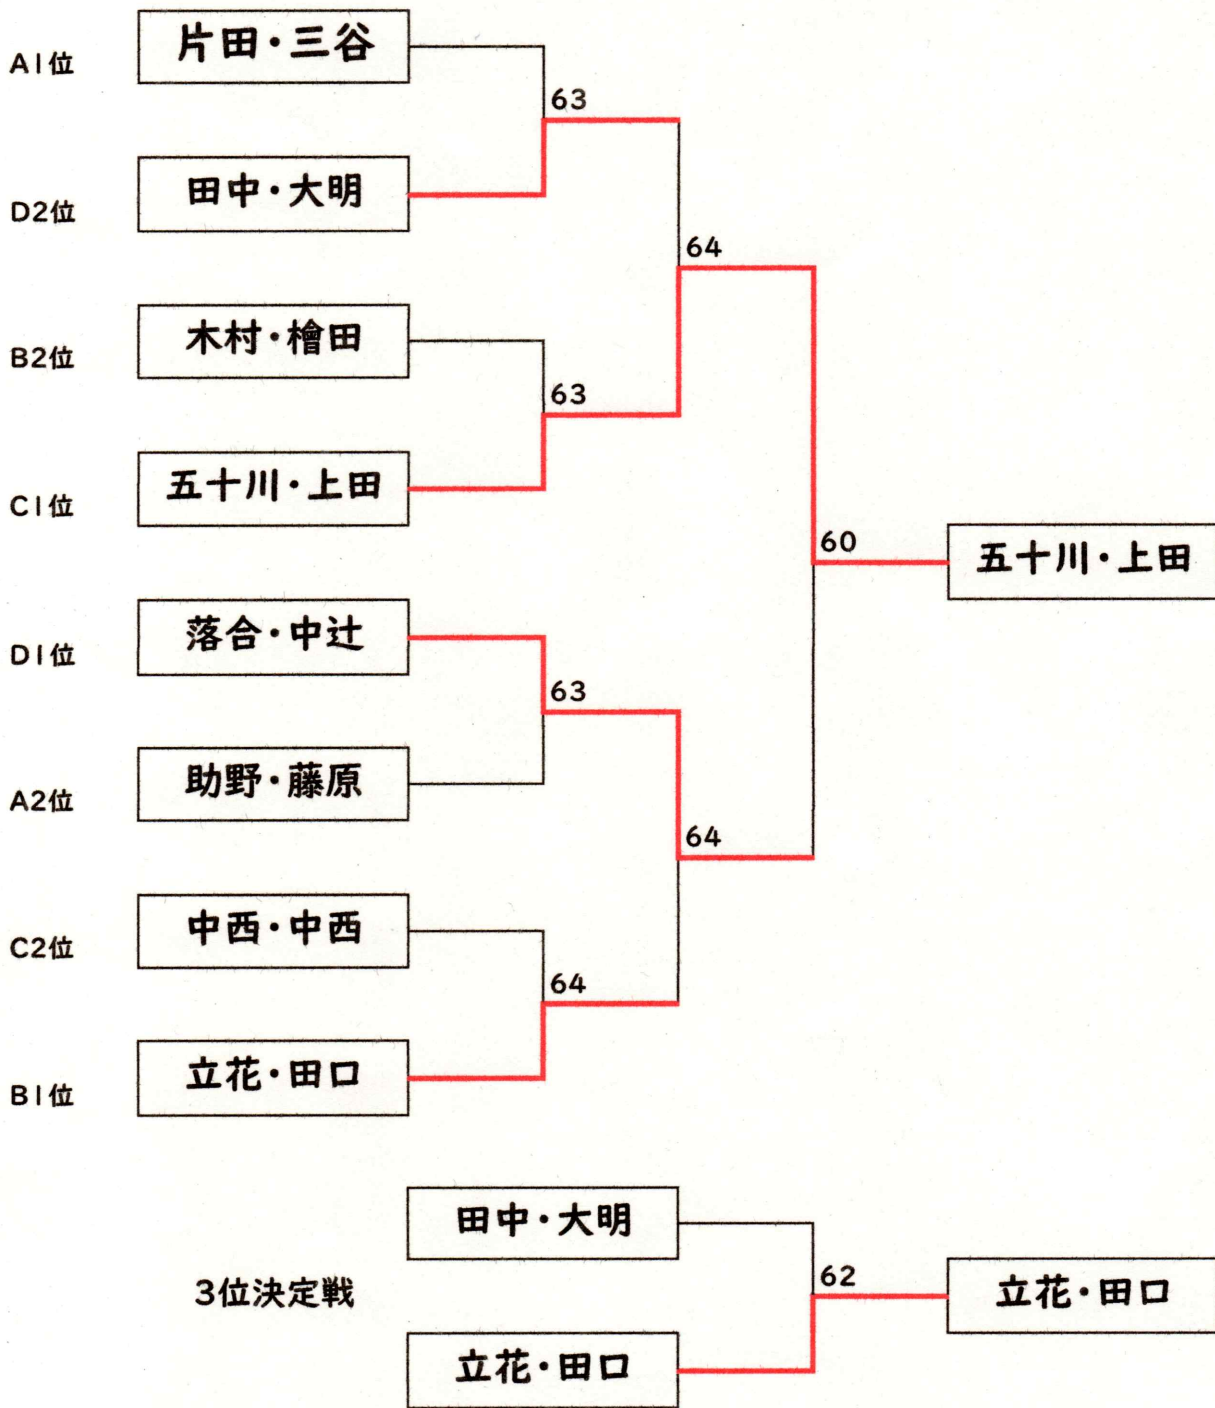 A1位
片田・三谷
63
D2位
田中・大明
64
B2位
木村・檜田
63
C1位
五十川・上田
60
五十川・上田
D1位
落合・中辻
63
A2位
助野・藤原
64
C2位
中西・中西
64
B1位
立花・田口
田中・大明
3位決定戦
62
立花・田口
立花・田口